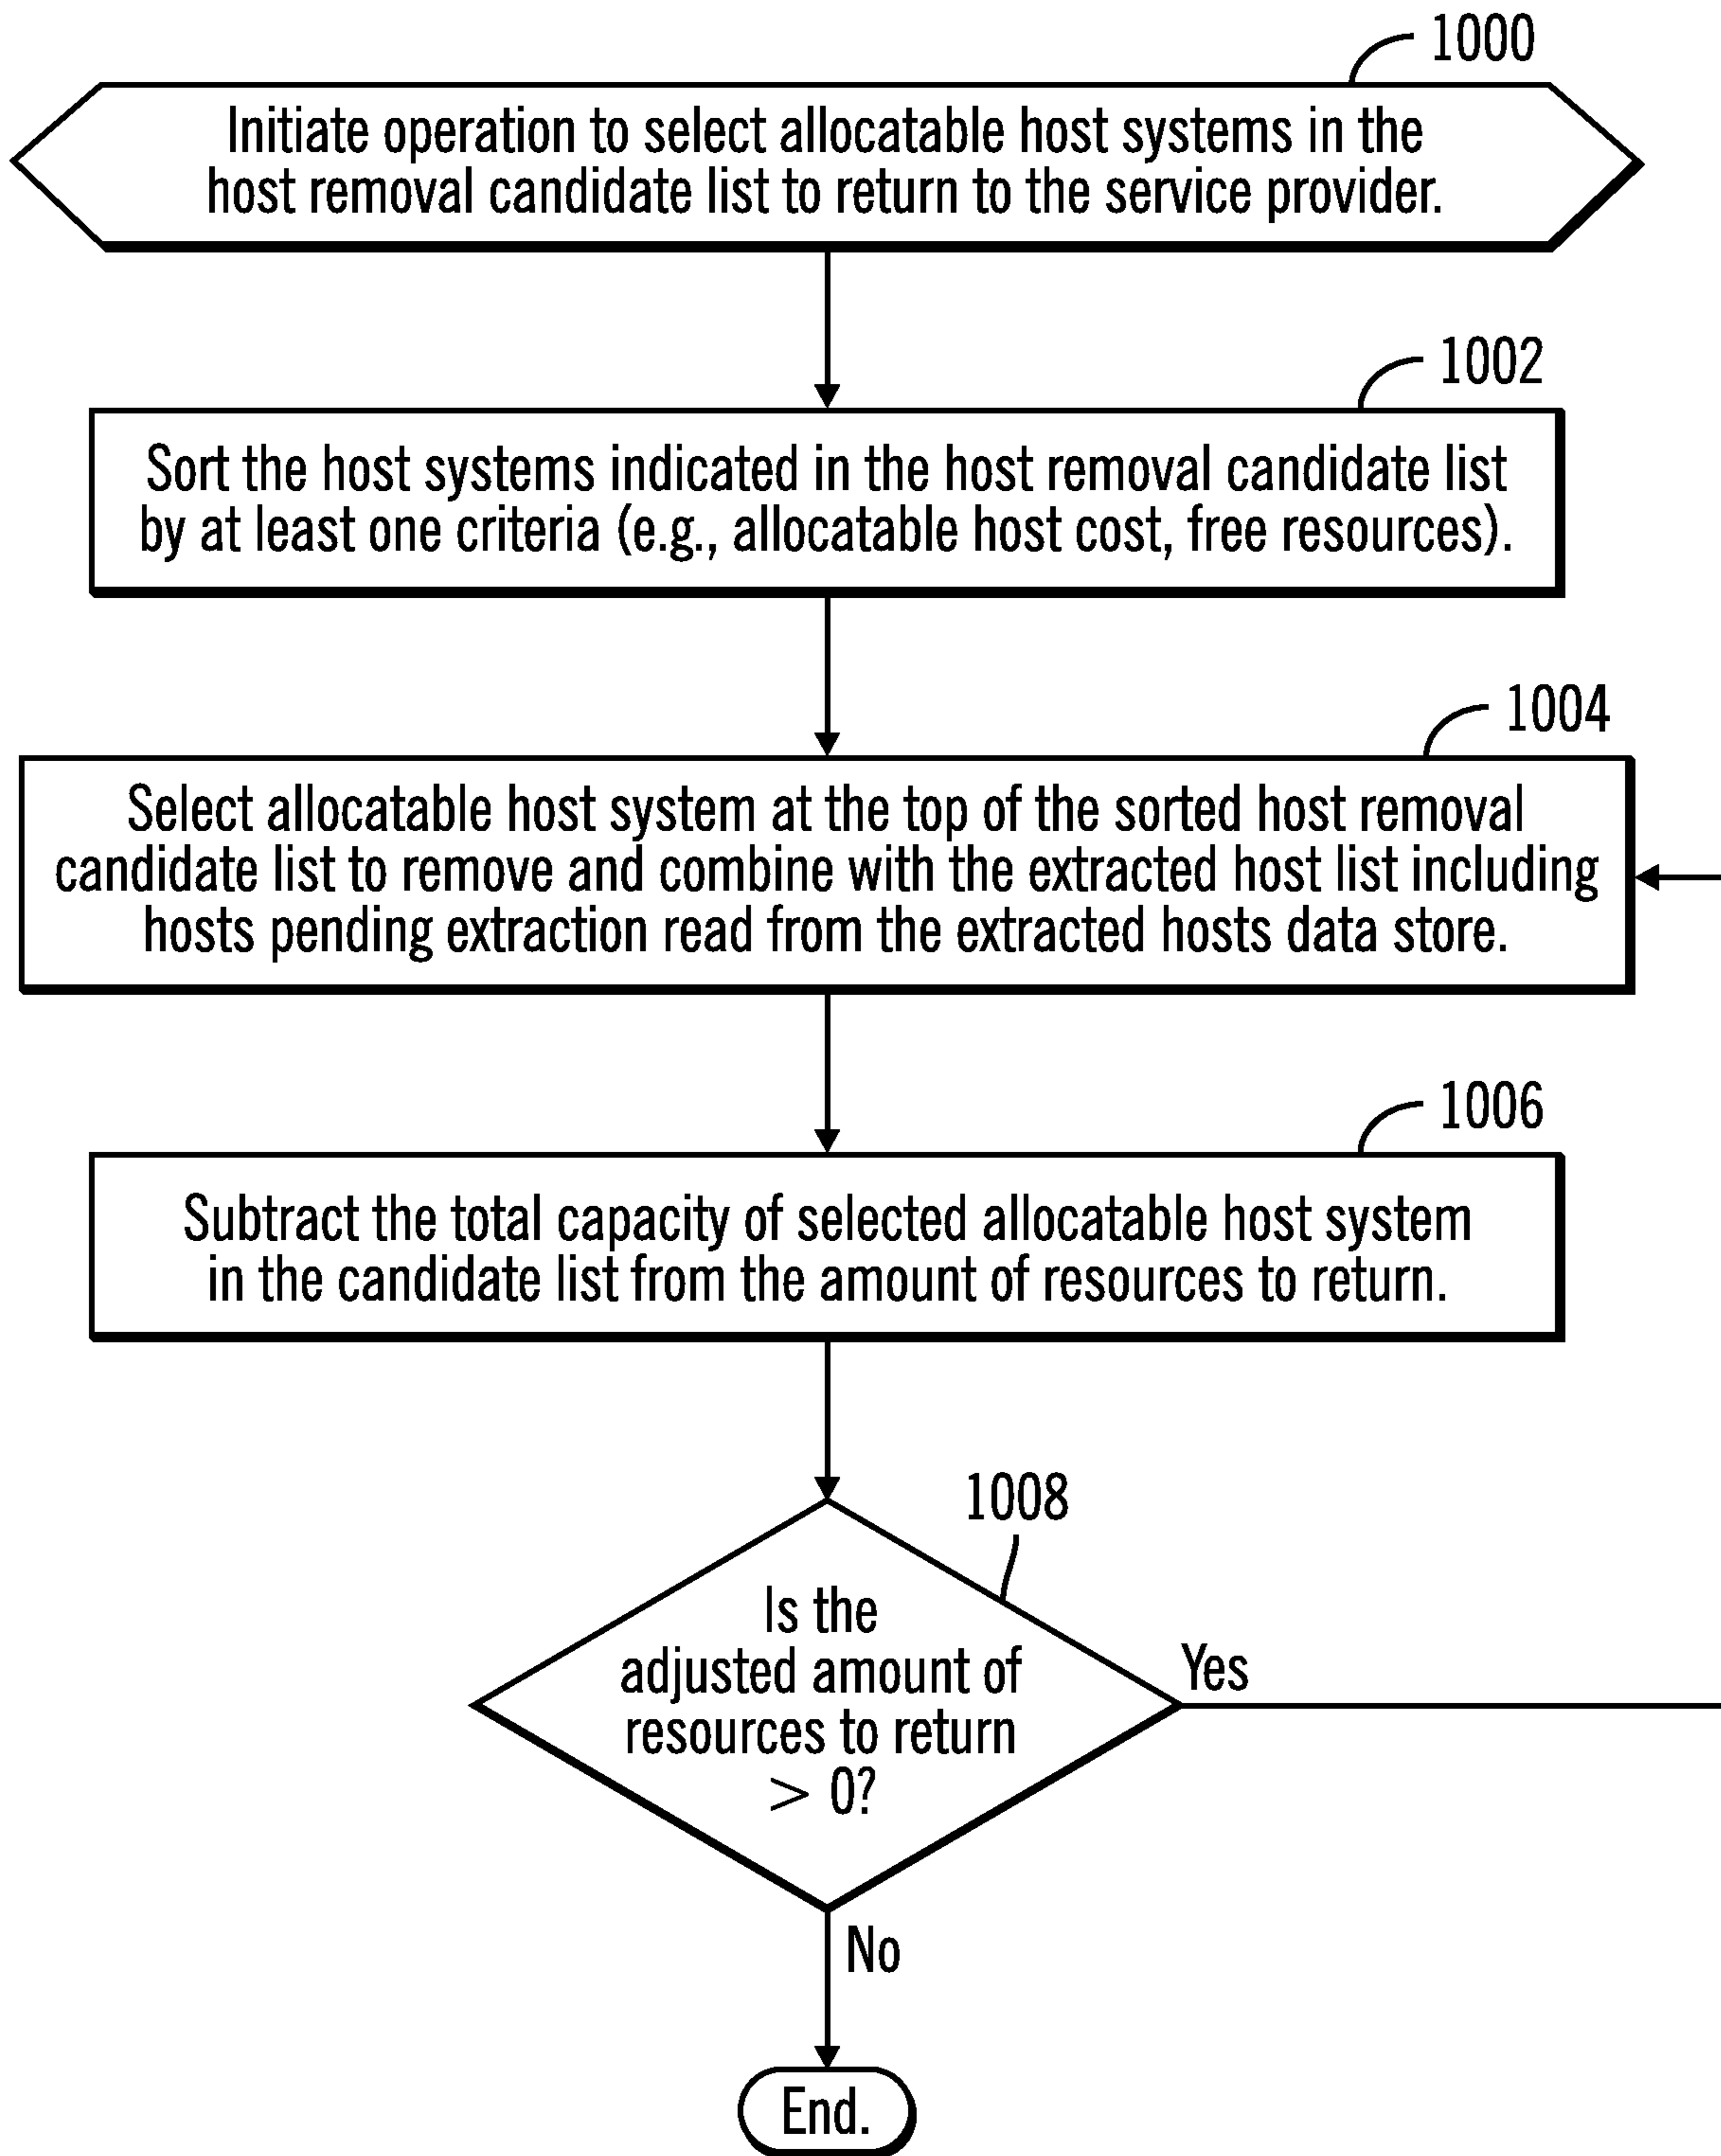 1000
Initiate operation to select allocatable host systems in the
host removal candidate list to return to the service provider.
1002
Sort the host systems indicated in the host removal candidate list
by at least one criteria (e.g., allocatable host cost, free resources).
1004
Select allocatable host system at the top of the sorted host removal
candidate list to remove and combine with the extracted host list including
hosts pending extraction read from the extracted hosts data store.
1006
Subtract the total capacity of selected allocatable host system
in the candidate list from the amount of resources to return.
1008
Is the
adjusted amount of
resources to return
> 0?
Yes
No
End.